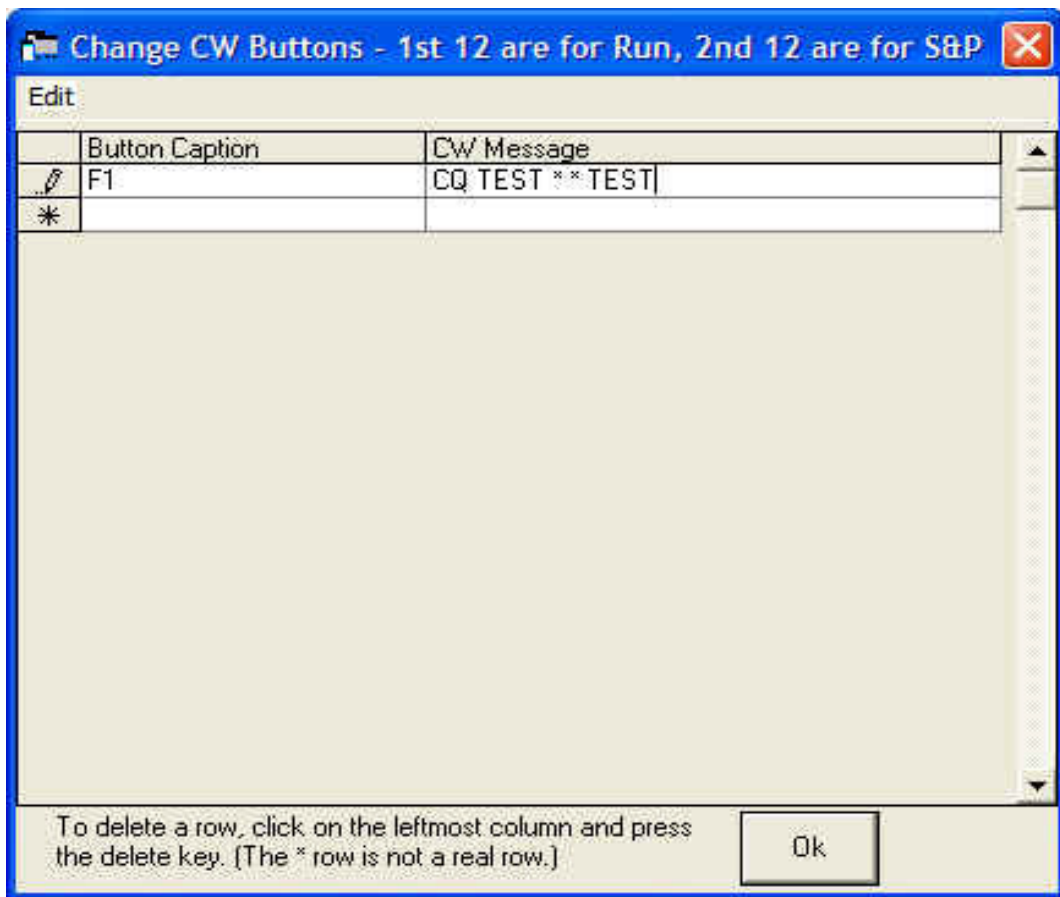 Change CW Buttons - 1st 12 are for Run, 2nd 12 are for S&P
Edit
Button Caption CW Message
F1 CQ TEST * * TEST
*
To delete a row, click on the leftmost column and press
the delete key. (The * row is not a real row.)
Ok